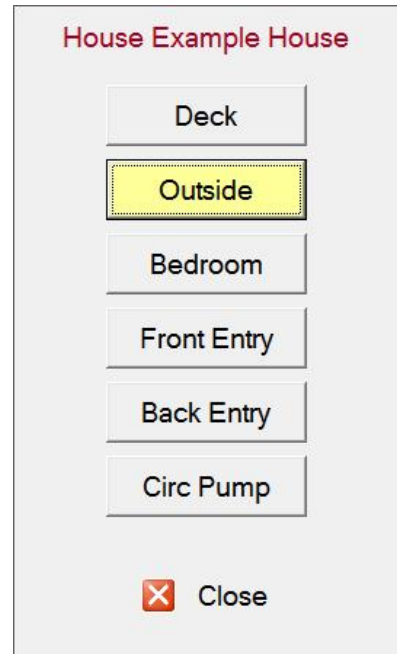 House Example House
Deck
Outside
Bedroom
Front Entry
Back Entry
Circ Pump
Close